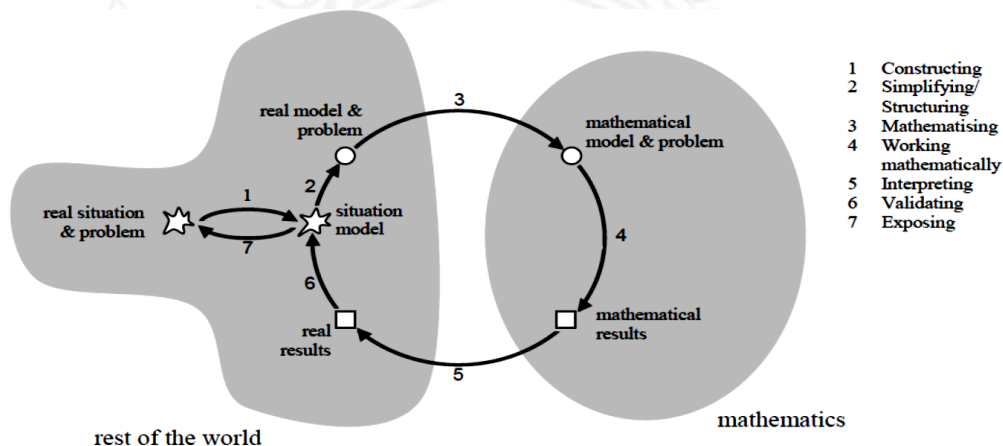 real model &
problem
3
mathematical
model & problem
2
1
real situation
& problem
situation
model
7
4
6
real
results
mathematical
results
5
rest of the world
mathematics
1 Constructing
2 Simplifying/
Structuring
3 Mathematising
4 Working
mathematically
5 Interpreting
6 Validating
7 Exposing